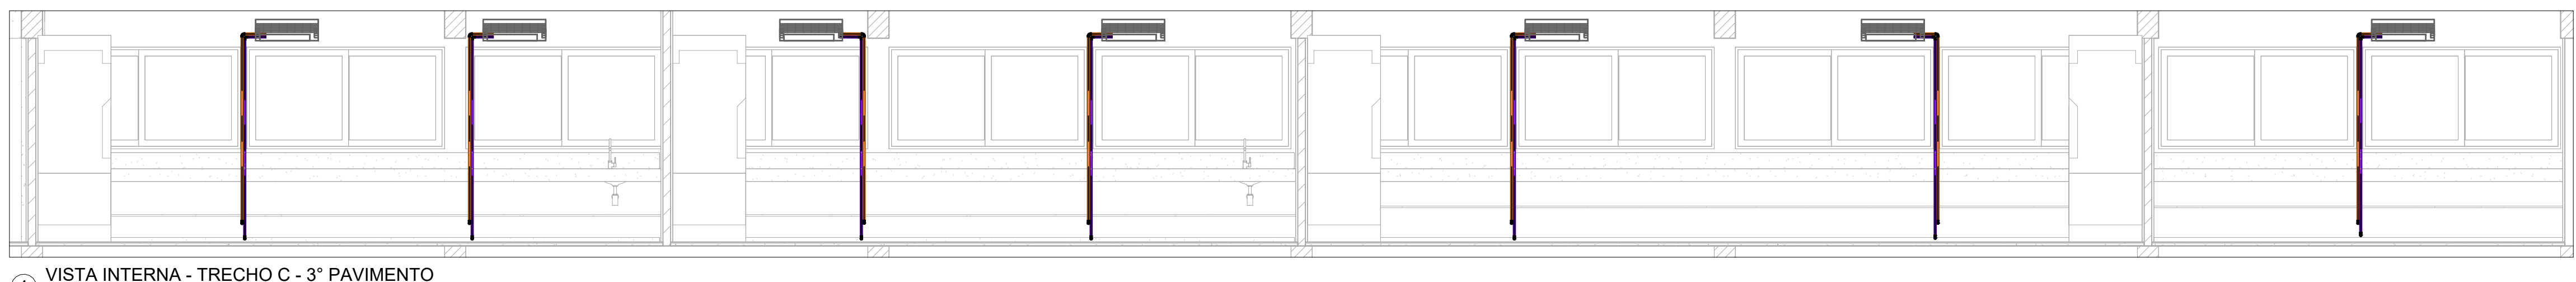 VISTA INTERNA - TRECHO C - 3° PAVIMENTO